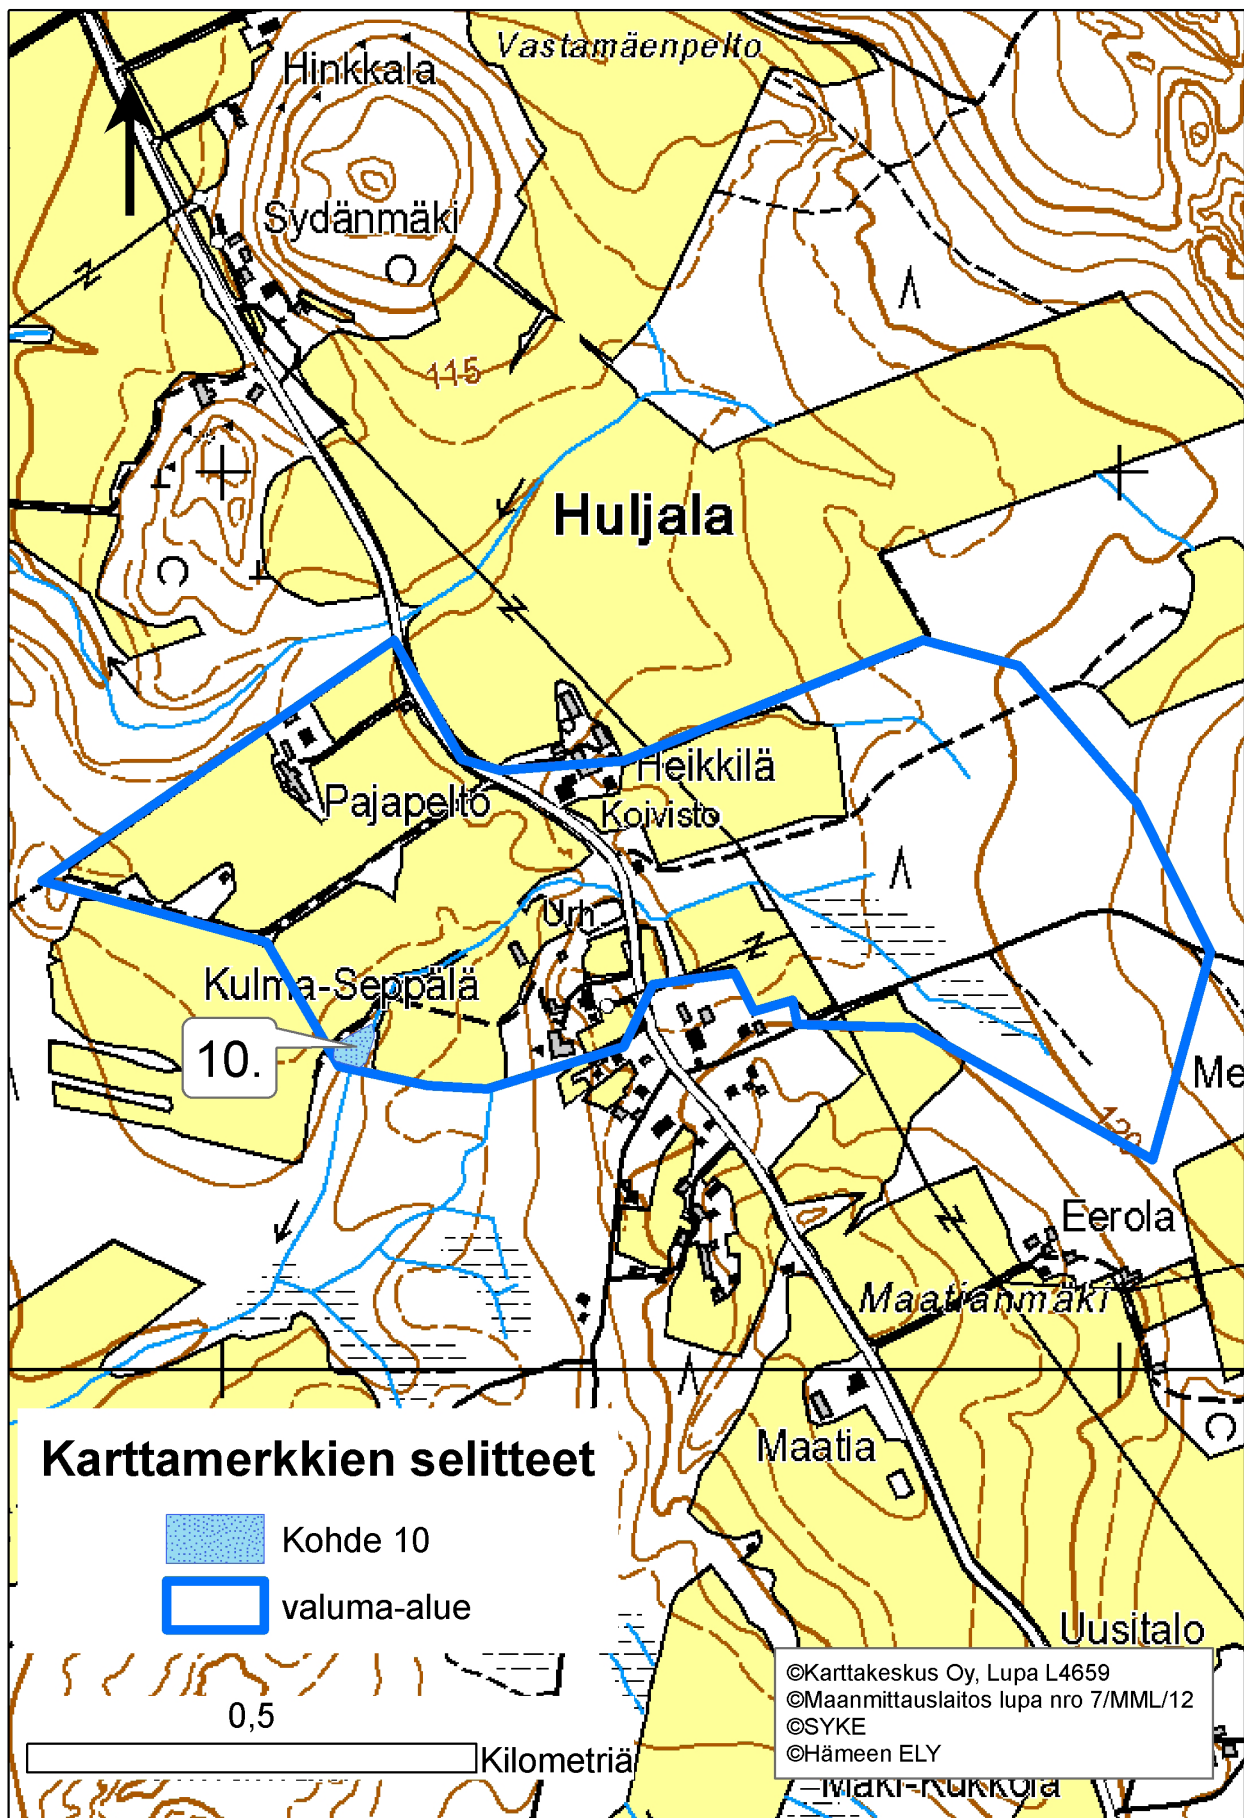 Vastamäenpelto
Hinkkala
Sydänmäki
115
Huljala
Heikkilä
Pajapelto
Koivisto
Urh.
Kulma-Seppälä
10.
Me
120
Eerola
Maatianmäki
Maatia
Karttamerkkien selitteet
Kohde 10
valuma-alue
Uusitalo
©Karttakeskus Oy, Lupa L4659
©Maanmittauslaitos lupa nro 7/MML/12
©SYKE
©Hämeen ELY
0,5
Kilometriä
Mäki-Kukkola